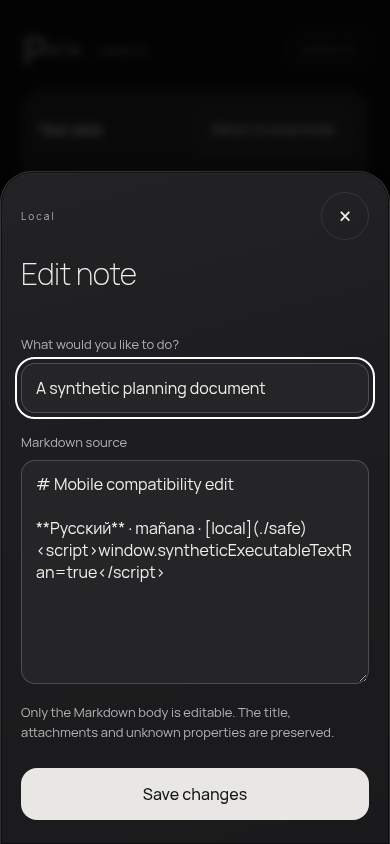 Local
×
Edit note
What would you like to do?
A synthetic planning document
Markdown source
# Mobile compatibility edit
**Русский** · mañana · [local](./safe)
<script>window.syntheticExecutableTextR
an=true</script>
Only the Markdown body is editable. The title,
attachments and unknown properties are preserved.
Save changes